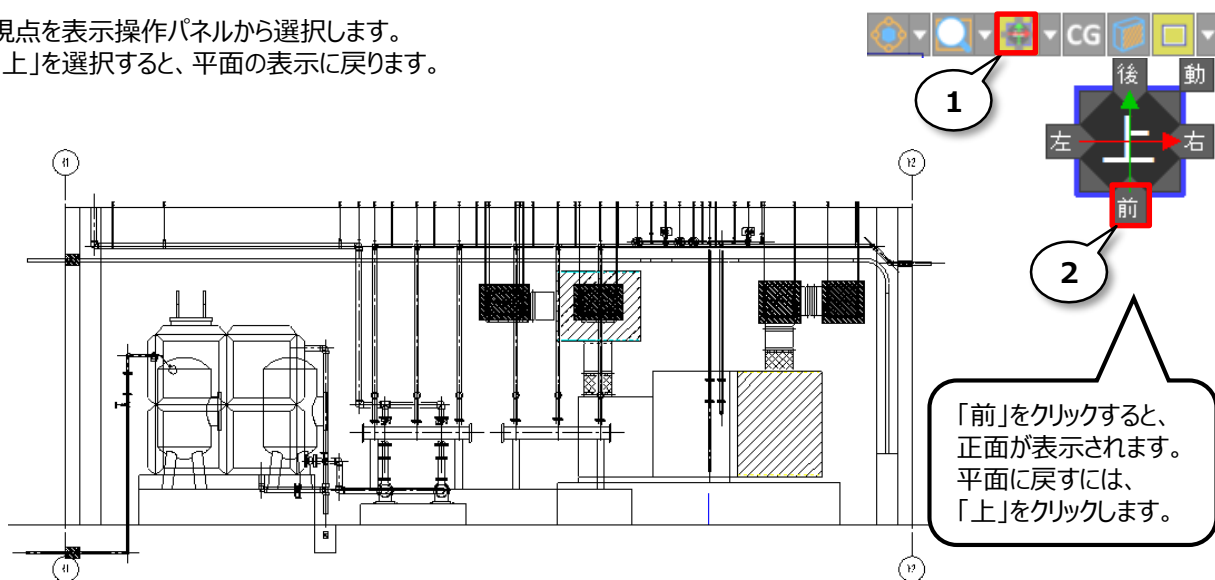 視点を表示操作パネルから選択します。
上」を選択すると、平面の表示に戻ります。
CG
1
後
動
左
上
右
前
2
「前」をクリックすると、
正面が表示されます。
平面に戻すには、
「上」をクリックします。